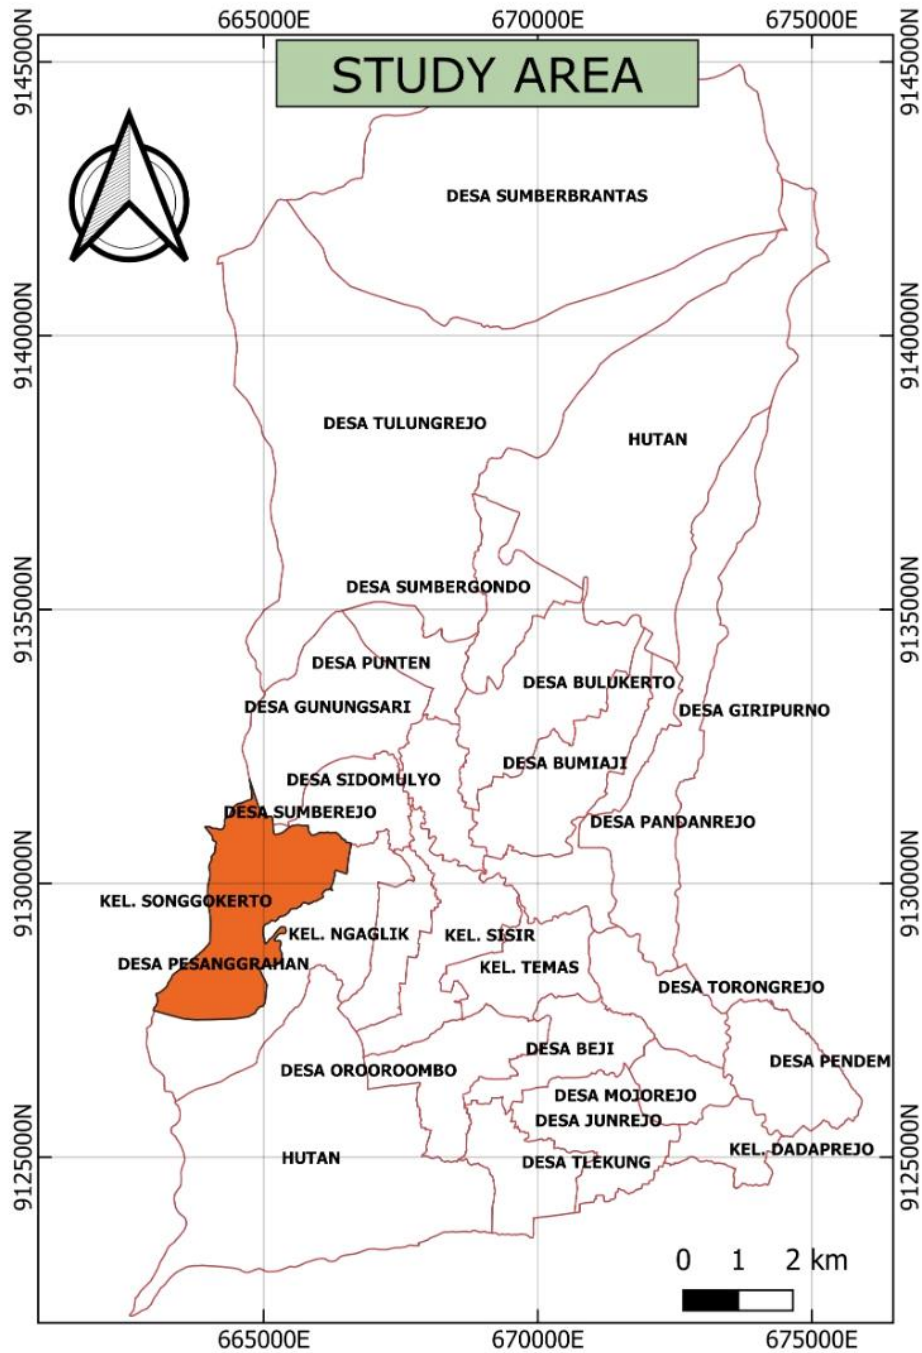 665000E 670000E 675000E
STUDY AREA
9145000N 9145000N
DESA SUMBERBRANTAS
9140000N 9140000N
DESA TULUNGREJO
HUTAN
DESA SUMBERGONDO
9135000N 9135000N
DESA PUNTEN
DESA BULUKERTO
DESA GUNUNGSARI
DESA GIRIPURNO
DESA BUMIAJI
DESA SIDOMULYO
DESA SUMBEREJO
DESA PANDANREJO
9130000N 9130000N
KEL. SONGGOKERTO
KEL. NGAGLIK
KEL. SISIR
DESA PESANGGRAHAN
KEL. TEMAS
DESA TORONGREJO
DESA BEJI
DESA PENDEM
DESA OROOROOMBO
DESA MOJOREJO
DESA JUNREJO
KEL. DADAPREJO
9125000N 9125000N
HUTAN
DESA TLEKUNG
0 1 2 km
665000E 670000E 675000E